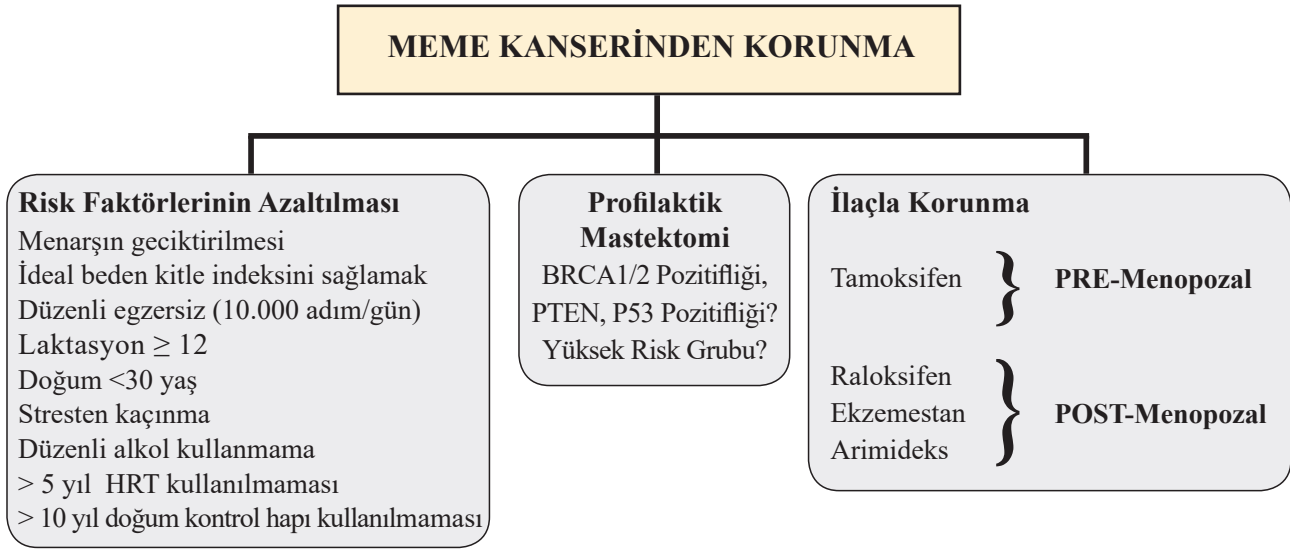 MEME KANSERİNDEN KORUNMA
Risk Faktörlerinin Azaltılması
Menarşın geciktirilmesi
İdeal beden kitle indeksini sağlamak
Düzenli egzersiz (10.000 adım/gün)
Laktasyon ≥ 12
Doğum <30 yaş
Stresten kaçınma
Düzenli alkol kullanmama
> 5 yıl HRT kullanılmaması
> 10 yıl doğum kontrol hapı kullanılmaması
Profilaktik
Mastektomi
BRCA1/2 Pozitifliği,
PTEN, P53 Pozitifliği?
Yüksek Risk Grubu?
İlaçla Korunma
Tamoksifen } PRE-Menopozal
Raloksifen
Ekzemestan } POST-Menopozal
Arimideks